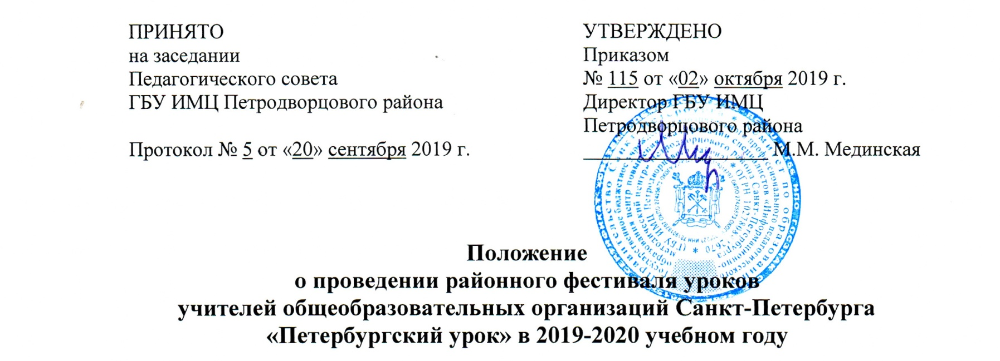 ПРИНЯТО
на заседании
Педагогического совета
ГБУ ИМЦ Петродворцового района
Протокол № 5 от «20» сентября 2019 г.
УТВЕРЖДЕНО
Приказом
№ 115 от «02» октября 2019 г.
Директор ГБУ ИМЦ
Петродворцового района
М.М. Мединская
Положение
о проведении районного фестиваля уроков
учителей общеобразовательных организаций Санкт-Петербурга
«Петербургский урок» в 2019-2020 учебном году